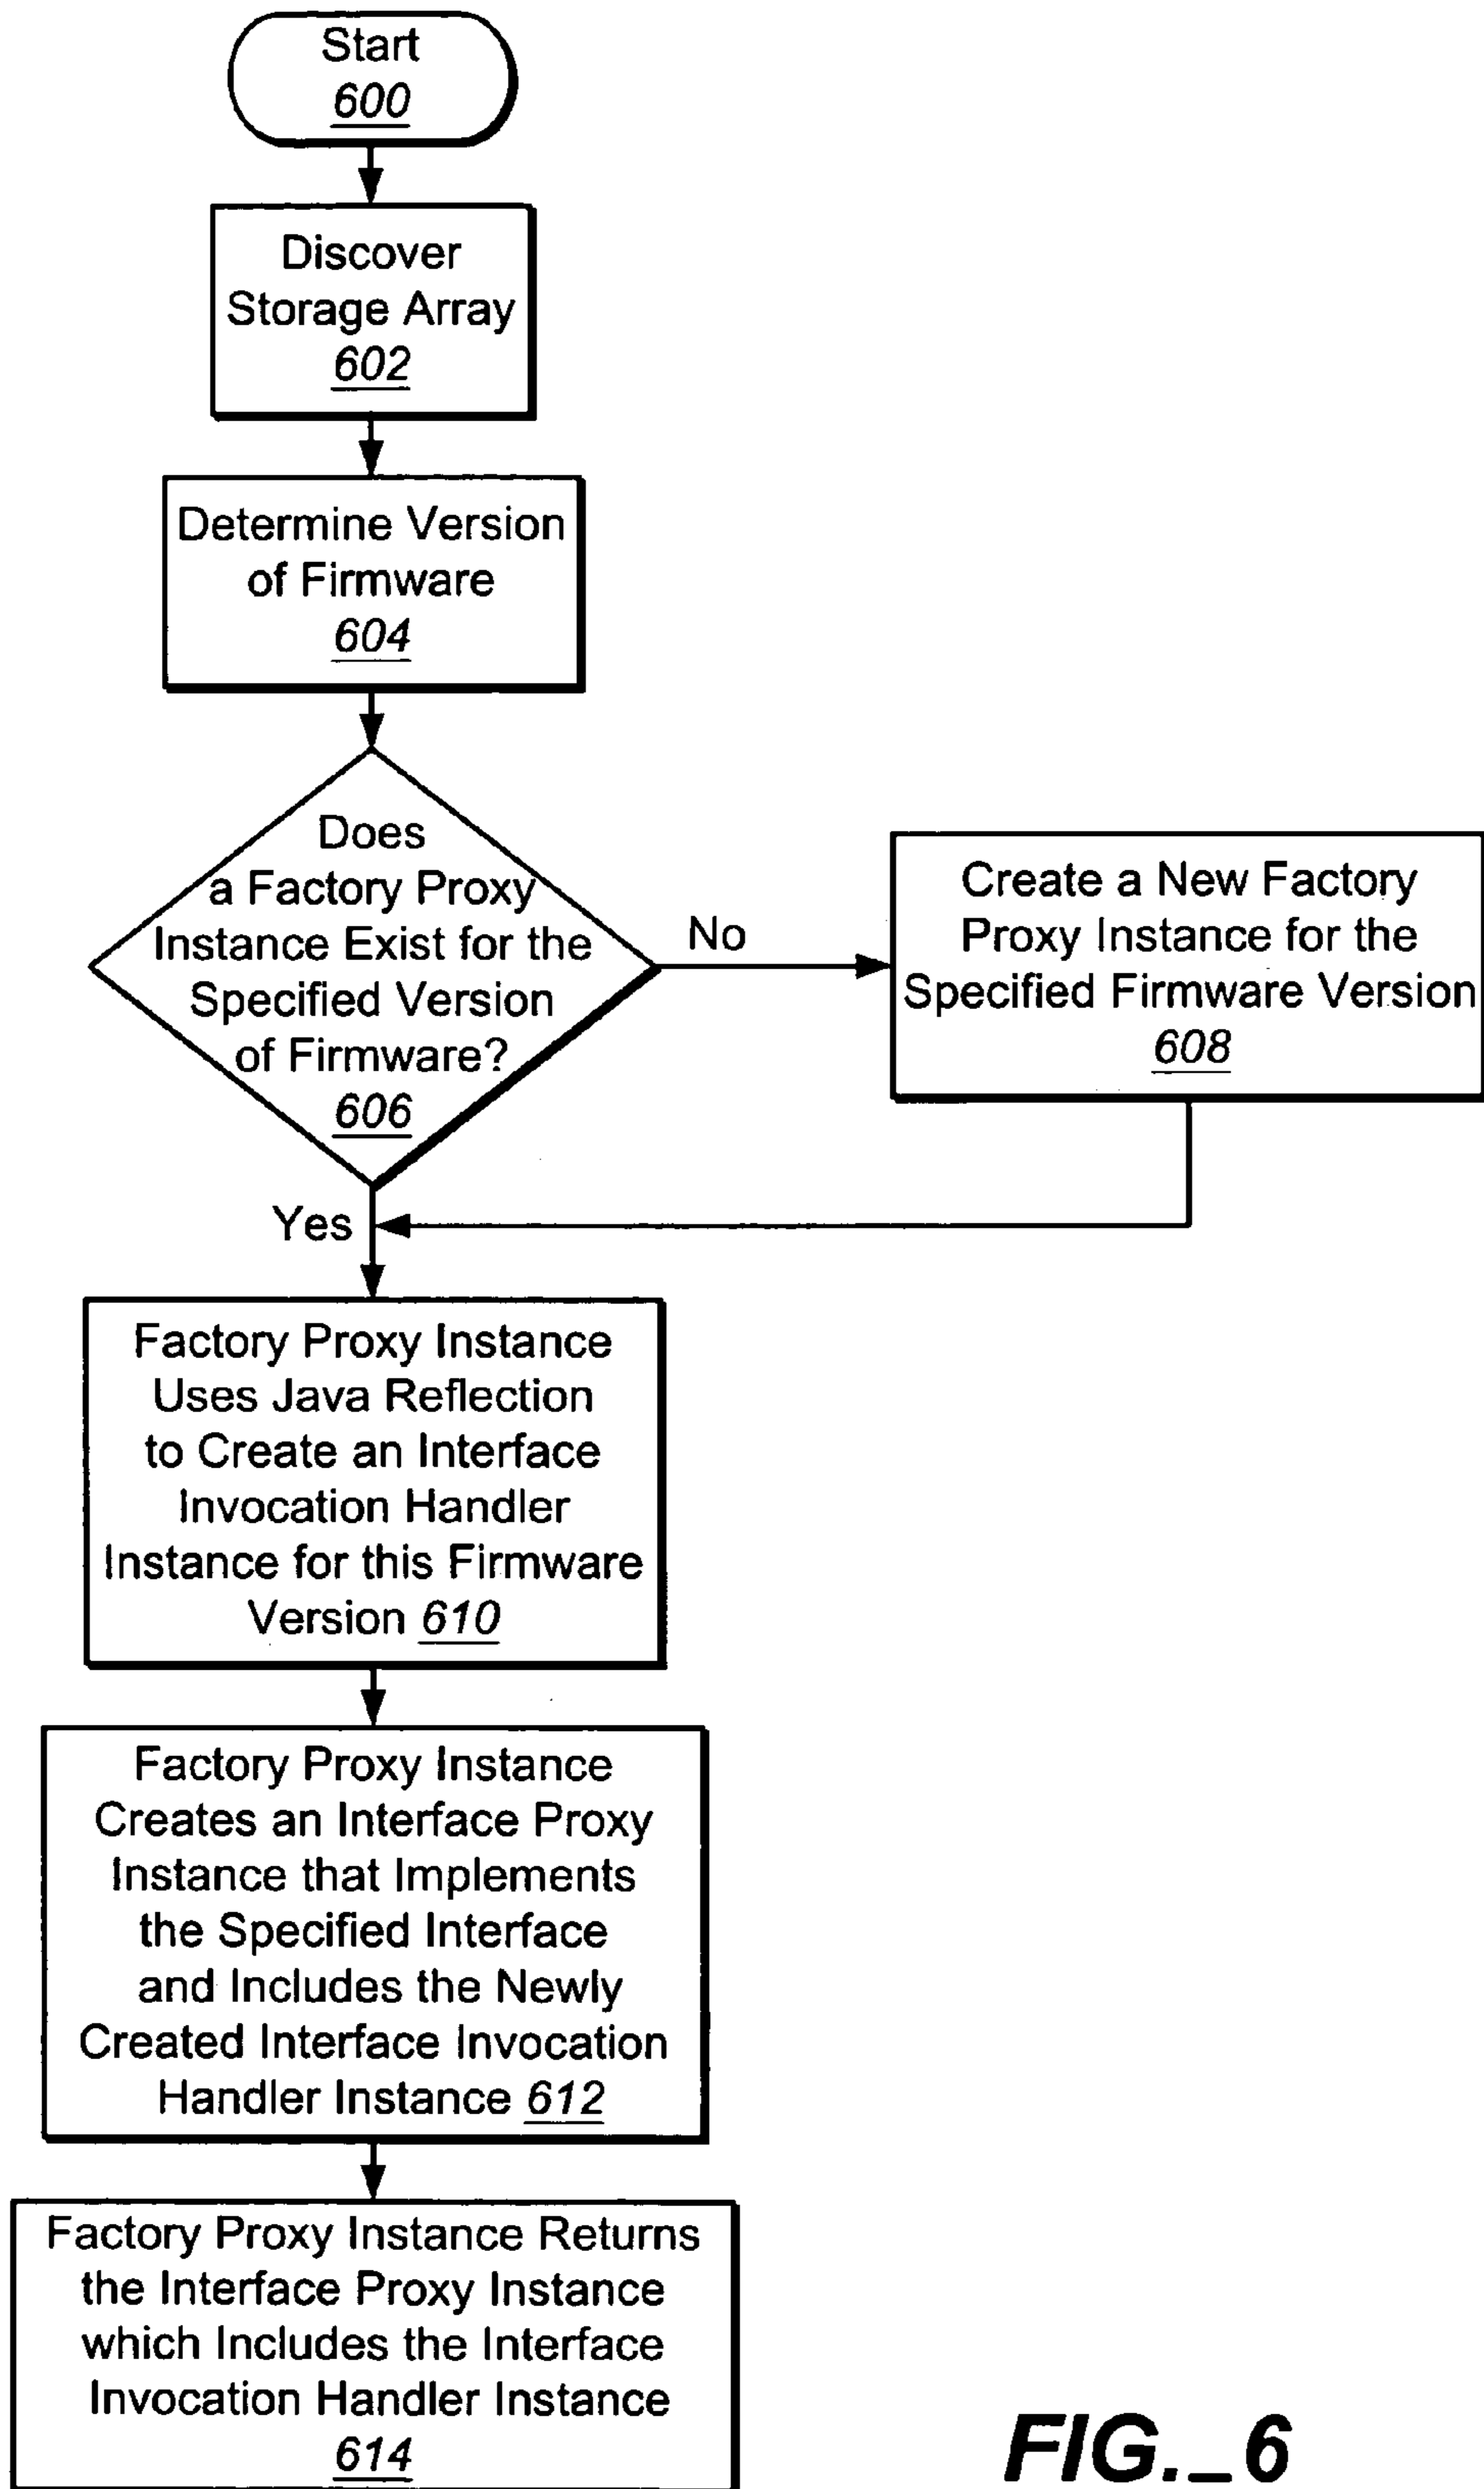 Start
600
Discover
Storage Array
602
Determine Version
of Firmware
604
Does
a Factory Proxy
Instance Exist for the
Specified Version
of Firmware?
606
No
Create a New Factory
Proxy Instance for the
Specified Firmware Version
608
Yes
Factory Proxy Instance
Uses Java Reflection
to Create an Interface
Invocation Handler
Instance for this Firmware
Version 610
Factory Proxy Instance
Creates an Interface Proxy
Instance that Implements
the Specified Interface
and Includes the Newly
Created Interface Invocation
Handler Instance 612
Factory Proxy Instance Returns
the Interface Proxy Instance
which Includes the Interface
Invocation Handler Instance
614
FIG._6